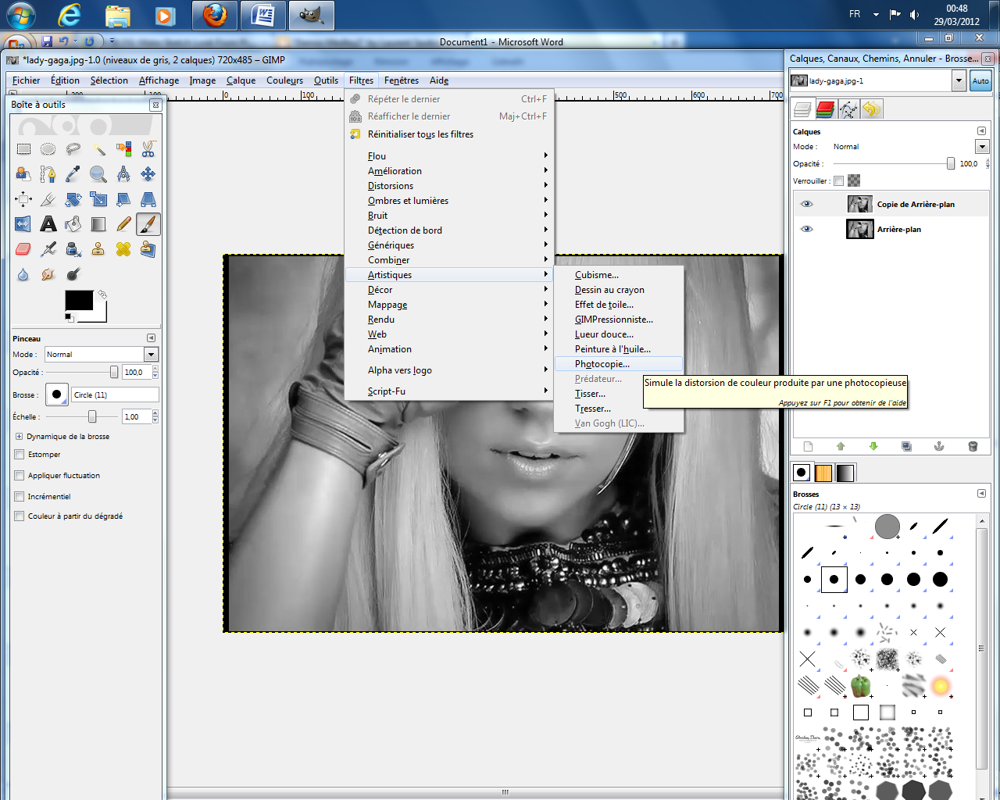 FR
00:48
29/03/2012
Document1 - Microsoft Word
*lady-gaga.jpg-1.0 (niveaux de gris, 2 calques) 720x485 – GIMP
Fichier Édition Sélection Affichage Image Calque Couleurs Outils Filtres Fenêtres Aide
0 100 500 600 700
Boîte à outils
Pinceau
Mode : Normal
Opacité : 100,0
Brosse : Circle (11)
Échelle : 1,00
Dynamique de la brosse
Estomper
Appliquer fluctuation
Incrémentiel
Couleur à partir du dégradé
Répéter le dernier Ctrl+F
Réafficher le dernier Maj+Ctrl+F
Réinitialiser tous les filtres
Flou
Amélioration
Distorsions
Ombres et lumières
Bruit
Détection de bord
Génériques
Combiner
Artistiques
Décor
Mappage
Rendu
Web
Animation
Alpha vers logo
Script-Fu
Cubisme...
Dessin au crayon
Effet de toile...
GIMPressionniste...
Lueur douce...
Peinture à l'huile...
Photocopie...
Prédateur...
Tisser...
Tresser...
Van Gogh (LIC)...
Simule la distorsion de couleur produite par une photocopieuse
Appuyez sur F1 pour obtenir de l'aide
Calques, Canaux, Chemins, Annuler - Brosse...
lady-gaga.jpg-1
Auto
Calques
Mode : Normal
Opacité : 100,0
Verrouiller :
Copie de Arrière-plan
Arrière-plan
Brosses
Circle (11) (13 × 13)